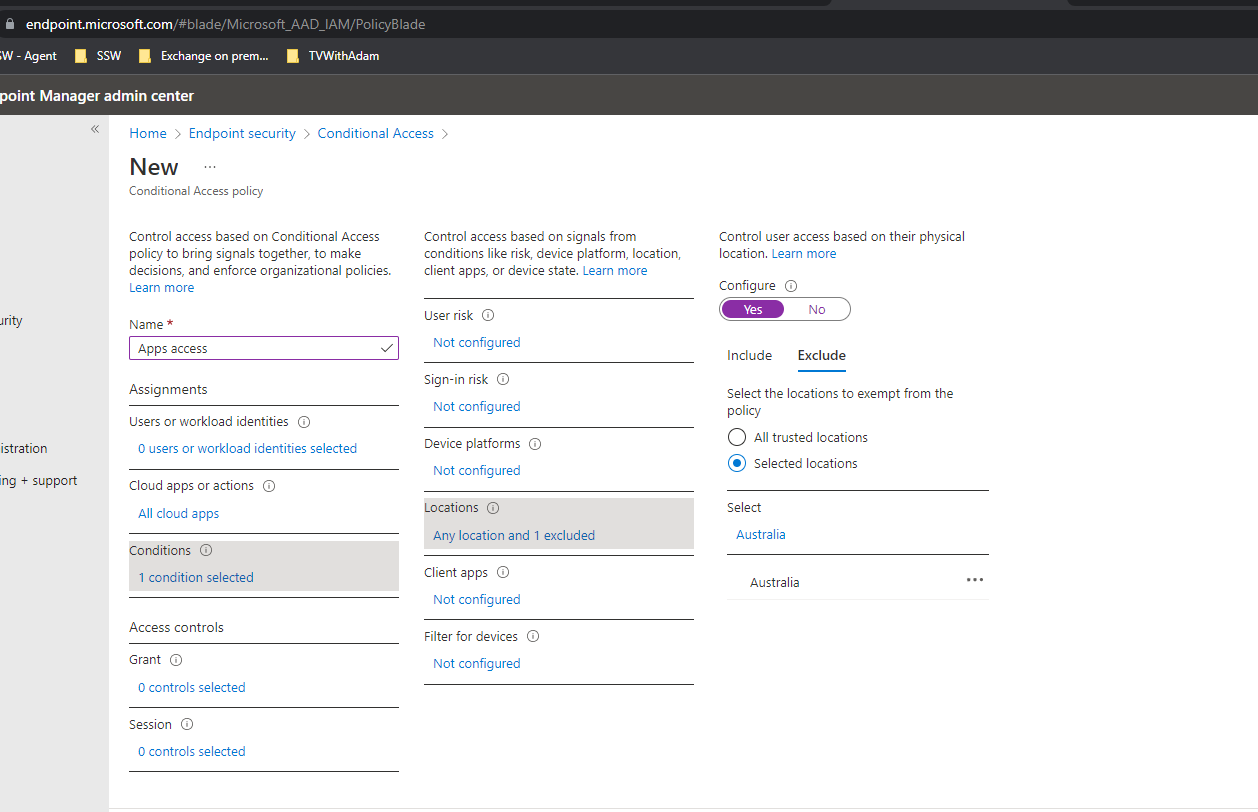 endpoint.microsoft.com/#blade/Microsoft_AAD_IAM/PolicyBlade
SW - Agent SSW Exchange on prem... TVWithAdam
point Manager admin center
«
Home > Endpoint security > Conditional Access >
New ...
Conditional Access policy
urity
istration
ing + support
Control access based on Conditional Access
policy to bring signals together, to make
decisions, and enforce organizational policies.
Learn more
Name *
Apps access
Assignments
Users or workload identities
0 users or workload identities selected
Cloud apps or actions
All cloud apps
Conditions
1 condition selected
Access controls
Grant
0 controls selected
Session
0 controls selected
Control access based on signals from
conditions like risk, device platform, location,
client apps, or device state. Learn more
User risk
Not configured
Sign-in risk
Not configured
Device platforms
Not configured
Locations
Any location and 1 excluded
Client apps
Not configured
Filter for devices
Not configured
Control user access based on their physical
location. Learn more
Configure
Yes No
Include Exclude
Select the locations to exempt from the
policy
All trusted locations
Selected locations
Select
Australia
Australia ...